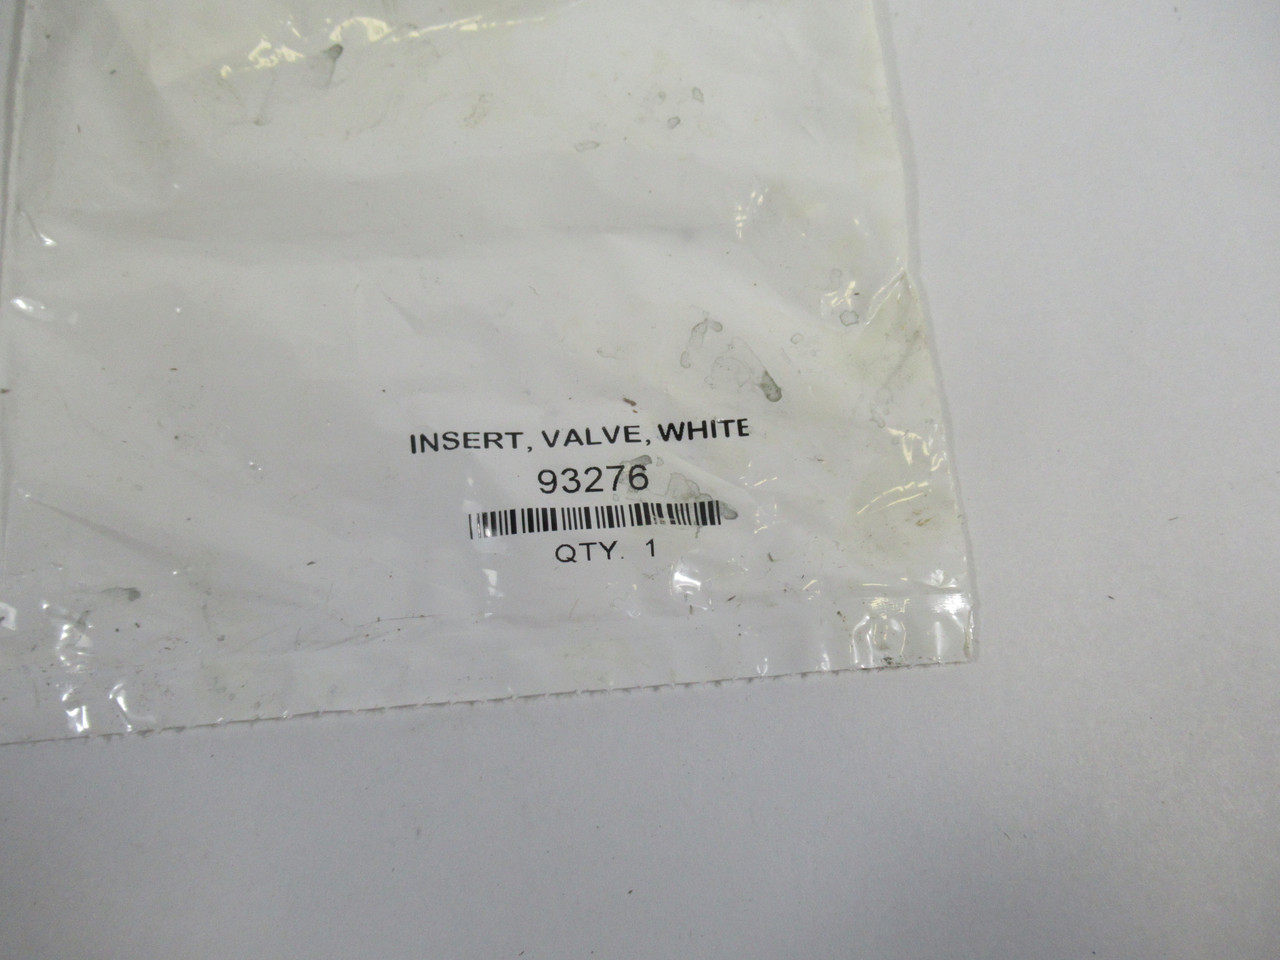 INSERT, VALVE, WHITE
93276
QTY. 1